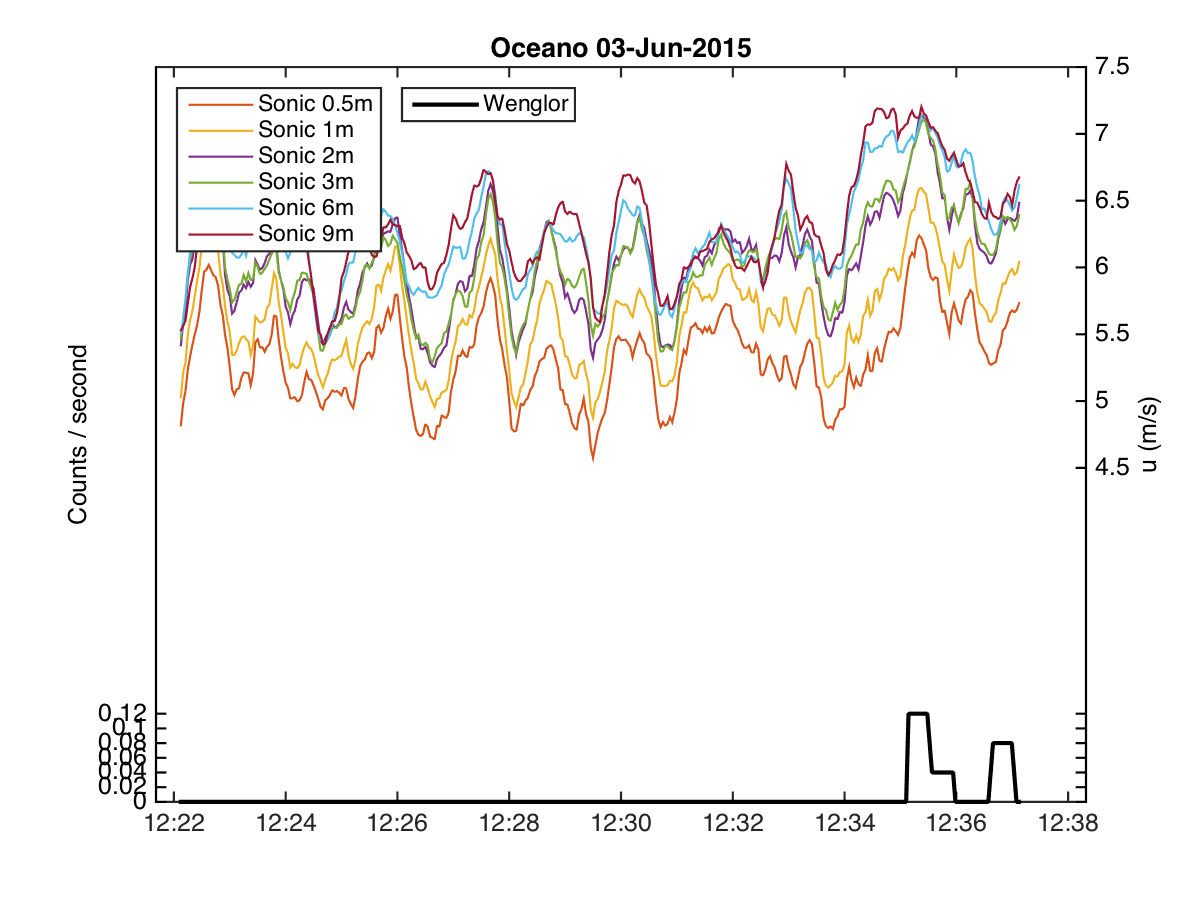 Oceano 03-Jun-2015
Sonic 0.5m
Sonic 1m
Sonic 2m
Sonic 3m
Sonic 6m
Sonic 9m
Wenglor
7.5
7
6.5
6
5.5
5
4.5
u (m/s)
Counts / second
0.12
0.1
0.08
0.06
0.04
0.02
0
12:22 12:24 12:26 12:28 12:30 12:32 12:34 12:36 12:38